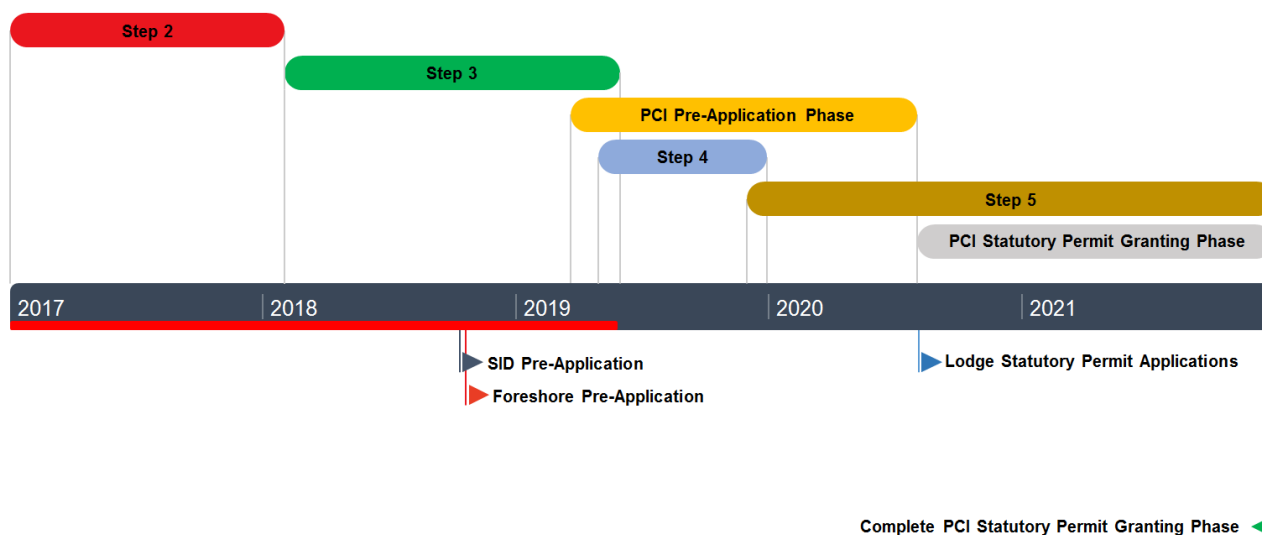 Step 2
Step 3
PCI Pre-Application Phase
Step 4
Step 5
PCI Statutory Permit Granting Phase
2017 2018 2019 2020 2021
SID Pre-Application
Lodge Statutory Permit Applications
Foreshore Pre-Application
Complete PCI Statutory Permit Granting Phase